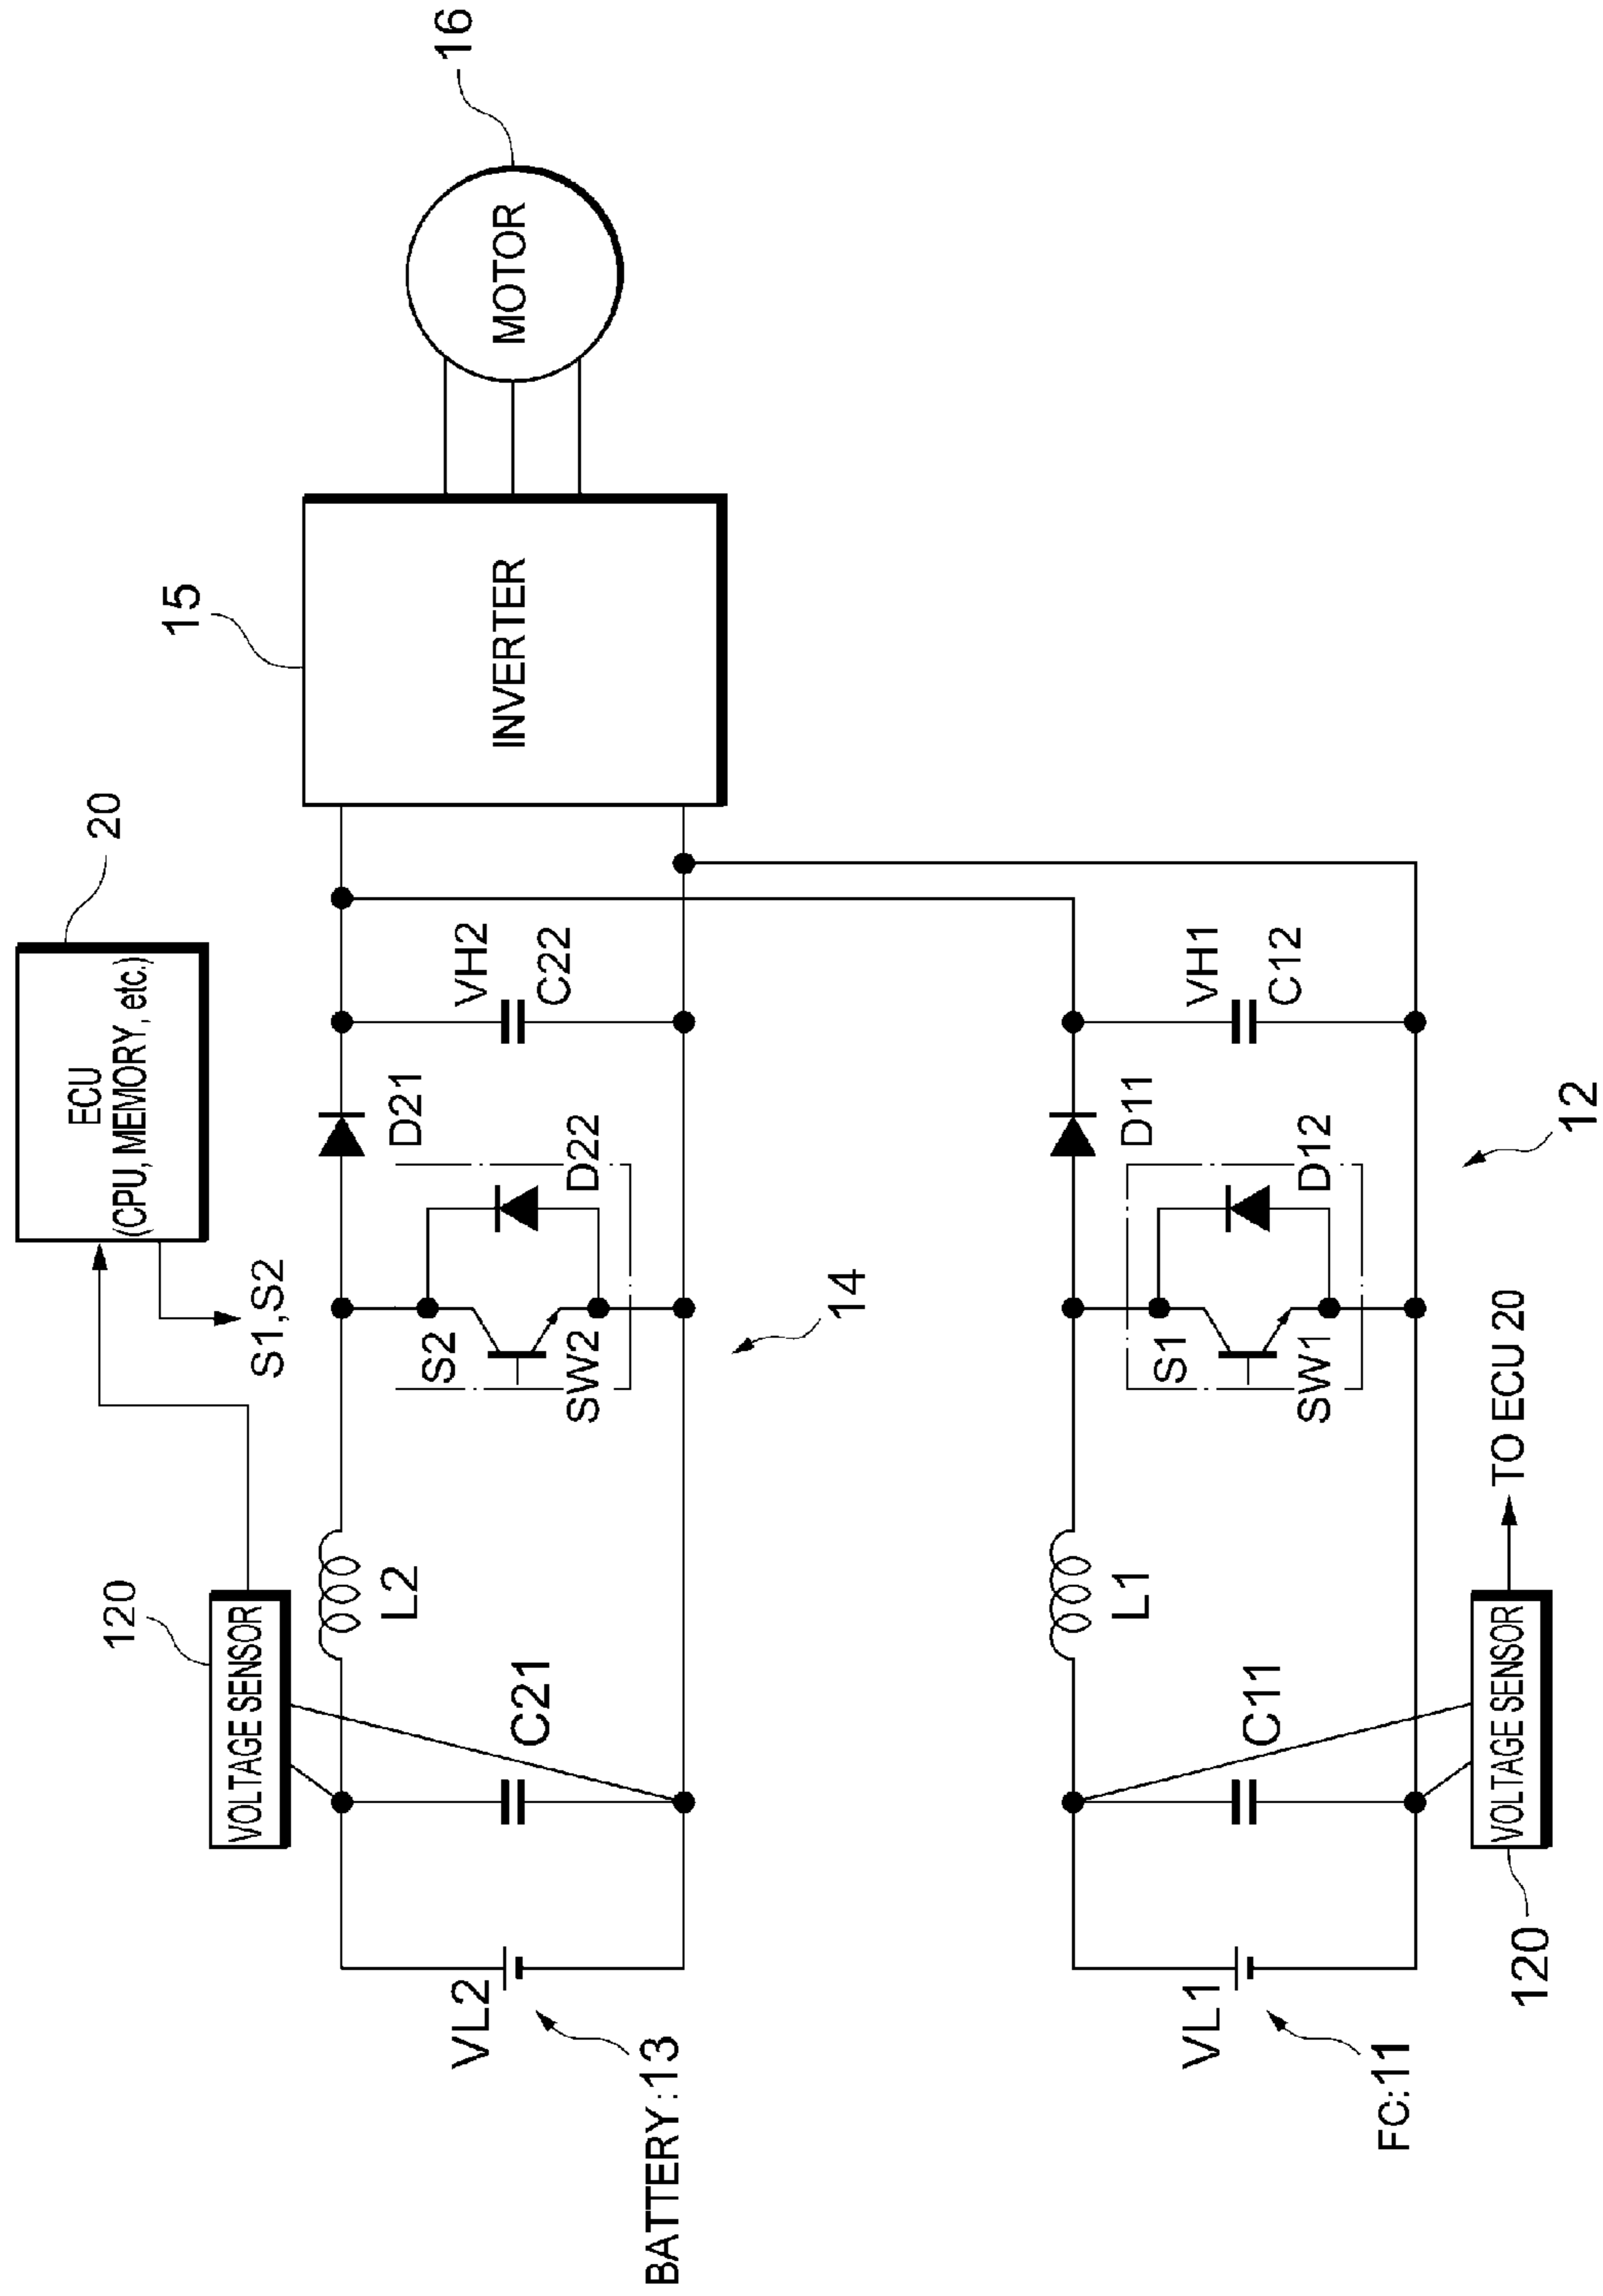 20
ECU
(CPU, MEMORY, etc.)
S1,S2
120
VOLTAGE SENSOR
15
INVERTER
16
MOTOR
L2
D21
S2
D22
SW2
VH2
C22
C21
VL2
BATTERY:13
14
L1
D11
S1
D12
SW1
VH1
C12
C11
VL1
FC:11
12
VOLTAGE SENSOR
TO ECU 20
120